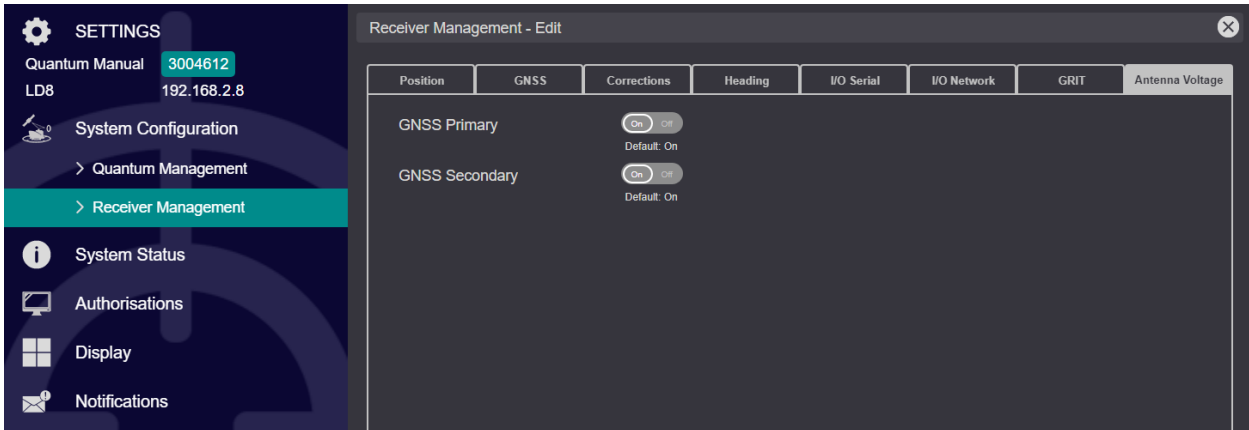 SETTINGS
Quantum Manual 3004612
LD8 192.168.2.8
System Configuration
Quantum Management
Receiver Management
System Status
Authorisations
Display
Notifications
Receiver Management - Edit
Position GNSS Corrections Heading I/O Serial I/O Network GRIT Antenna Voltage
GNSS Primary On Off
Default: On
GNSS Secondary On Off
Default: On